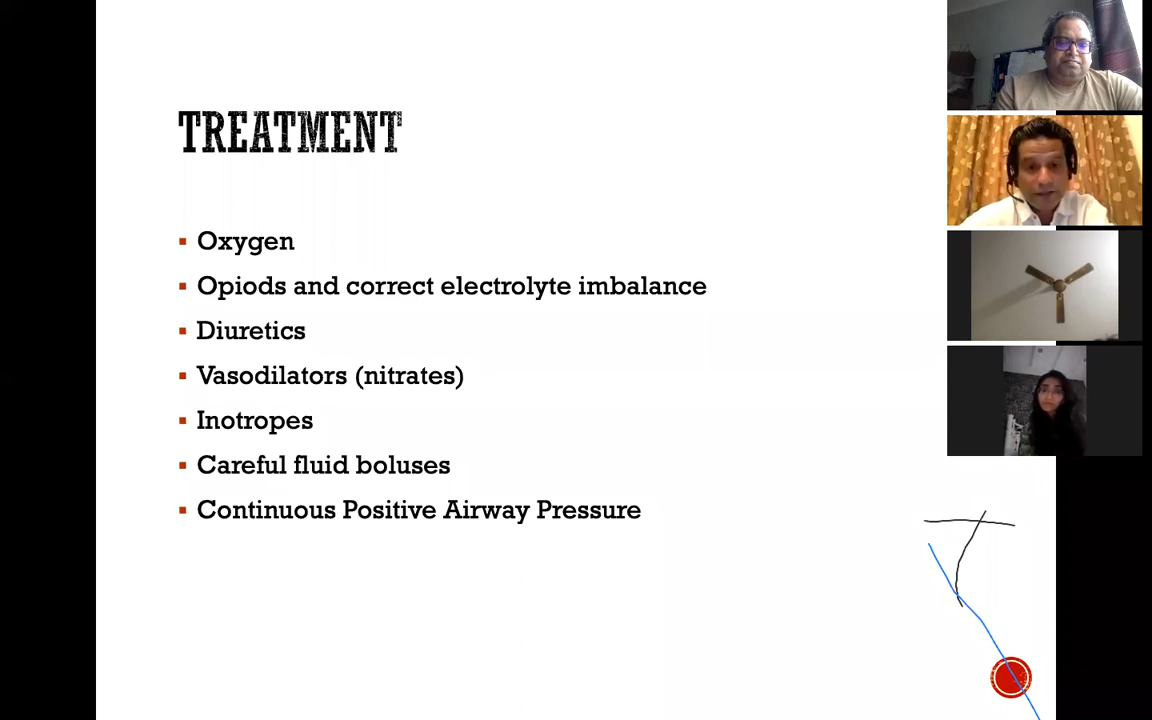 TREATMENT
Oxygen
Opiods and correct electrolyte imbalance
Diuretics
Vasodilators (nitrates)
Inotropes
Careful fluid boluses
Continuous Positive Airway Pressure